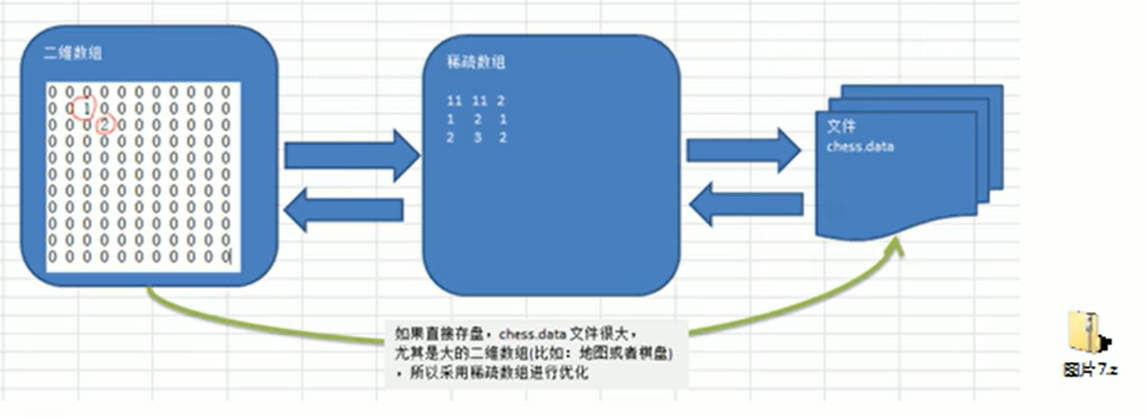 二维数组
0 0 0 0 0 0 0 0 0 0 0
0 0 1 0 0 0 0 0 0 0 0
0 0 0 2 0 0 0 0 0 0 0
0 0 0 0 0 0 0 0 0 0 0
0 0 0 0 0 0 0 0 0 0 0
0 0 0 0 0 0 0 0 0 0 0
0 0 0 0 0 0 0 0 0 0 0
0 0 0 0 0 0 0 0 0 0 0
0 0 0 0 0 0 0 0 0 0 0
0 0 0 0 0 0 0 0 0 0 0
0 0 0 0 0 0 0 0 0 0 0
稀疏数组
11 11 2
1 2 1
2 3 2
文件
chess.data
如果直接存盘，chess.data 文件很大，
尤其是大的二维数组(比如：地图或者棋盘)
，所以采用稀疏数组进行优化
图片7.z